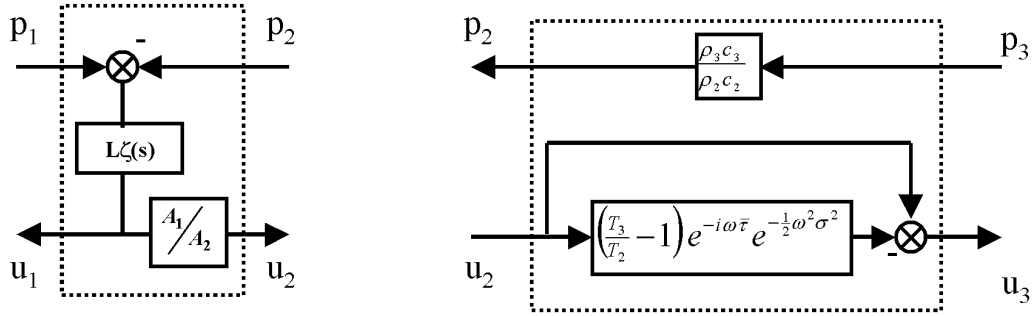 p₁ - p₂
Lζ(s)
A₁/A₂
u₁ u₂
p₂ ρ₃c₃/ρ₂c₂ p₃
(T₃/T₂ −1) e^{−iωτ̄} e^{−½ω²σ²}
-
u₂ u₃